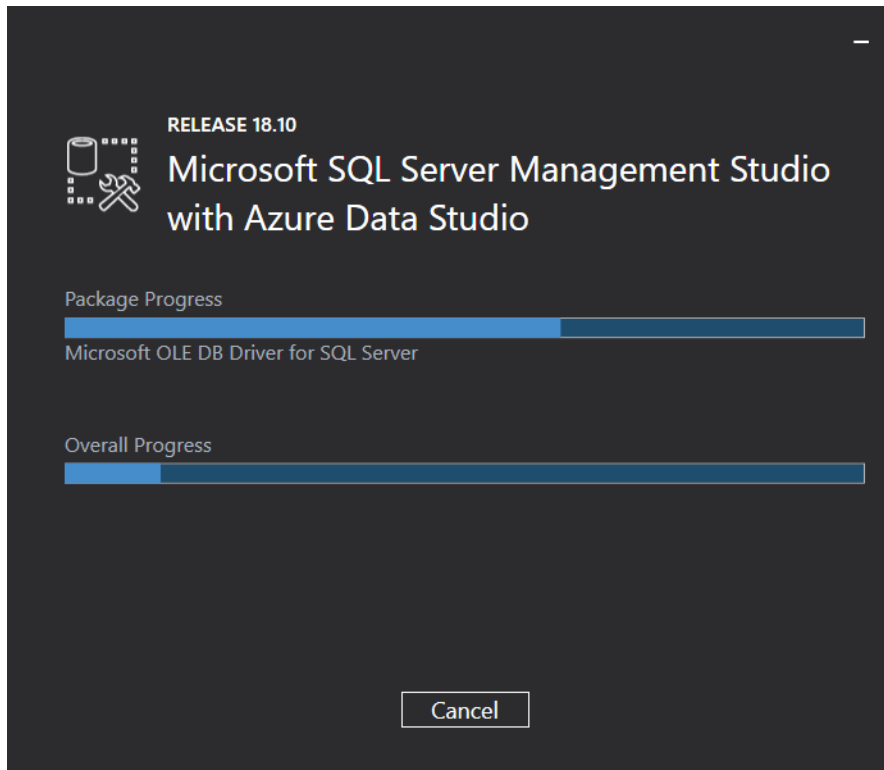 RELEASE 18.10
Microsoft SQL Server Management Studio
with Azure Data Studio
Package Progress
Microsoft OLE DB Driver for SQL Server
Overall Progress
Cancel